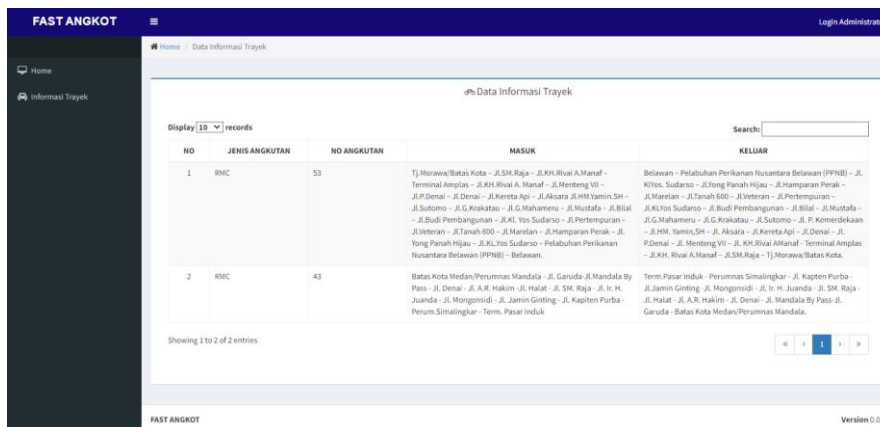 FAST ANGKOT
Login Administrat
Home / Data Informasi Trayek
Home
Informasi Trayek
Data Informasi Trayek
Display 10 records
Search:
NO JENIS ANGKUTAN NO ANGKUTAN MASUK KELUAR
1 RMC 53
Tj.Morawa/Batas Kota – Jl.SM.Raja – Jl.KH.Rivai A.Manaf –
Terminal Amplas – Jl.KH.Rivai A. Manaf – Jl.Menteng VII –
Jl.P.Denai – Jl.Denai – Jl.Kereta Api – Jl.Aksara Jl.HM.Yamin.SH –
Jl.Sutomo – Jl.G.Krakatau – Jl.G.Mahameru – Jl.Mustafa – Jl.Bilal
– Jl.Budi Pembangunan – Jl.Kl. Yos Sudarso – Jl.Pertempuran –
Jl.Veteran – Jl.Tanah 600 – Jl.Marelan – Jl.Hamparan Perak – Jl.
Yong Panah Hijau – Jl.KL.Yos Sudarso – Pelabuhan Perikanan
Nusantara Belawan (PPNB) – Belawan.
Belawan – Pelabuhan Perikanan Nusantara Belawan (PPNB) – Jl.
KlYos. Sudarso – Jl.Yong Panah Hijau – Jl.Hamparan Perak –
Jl.Marelan – Jl.Tanah 600 – Jl.Veteran – Jl.Pertempuran –
Jl.Kl.Yos Sudarso – Jl.Budi Pembangunan – Jl.Bilal – Jl.Mustafa –
Jl.G.Mahameru – Jl.G.Krakatau – Jl.Sutomo – Jl. P. Kemerdekaan
– Jl.HM. Yamin,SH – Jl. Aksara – Jl.Kereta Api – Jl.Denai – Jl.
P.Denai – Jl. Menteng VII – Jl. KH.Rivai AManaf - Terminal Amplas
– Jl.KH. Rivai A.Manaf – Jl.SM.Raja – Tj.Morawa/Batas Kota.
2 RMC 43
Batas Kota Medan/Perumnas Mandala - Jl. Garuda-Jl.Mandala By
Pass - Jl. Denai - Jl. A.R. Hakim -Jl, Halat - Jl. SM. Raja - Jl. Ir. H.
Juanda - Jl. Mongonsidi - Jl. Jamin Ginting - Jl. Kapiten Purba -
Perum.Simalingkar - Term. Pasar Induk
Term.Pasar Induk - Perumnas Simalingkar - Jl. Kapten Purba -
Jl.Jamin Ginting -Jl. Mongonsidi - Jl. Ir. H. Juanda - Jl. SM. Raja -
Jl. Halat - Jl. A.R. Hakim - Jl. Denai - Jl. Mandala By Pass-Jl.
Garuda - Batas Kota Medan/Perumnas Mandala.
Showing 1 to 2 of 2 entries
« < 1 > »
FAST ANGKOT
Version 0.0